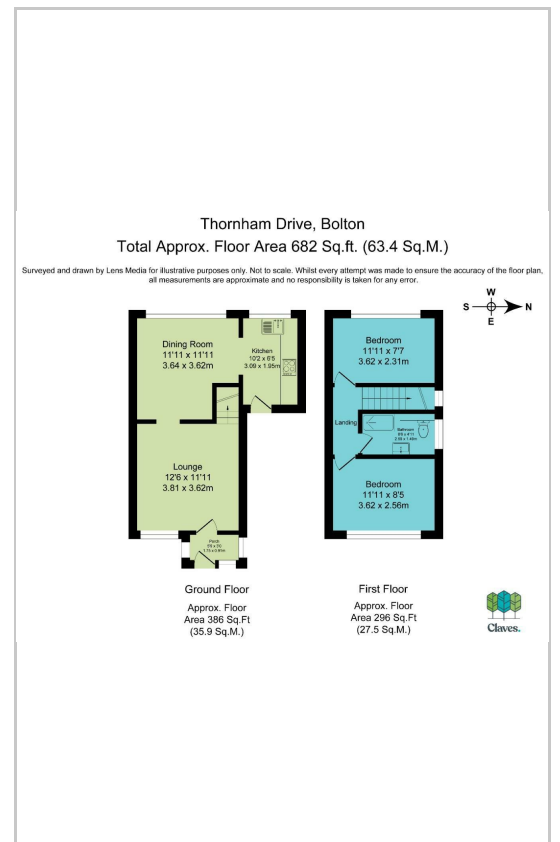 Thornham Drive, Bolton
Total Approx. Floor Area 682 Sq.ft. (63.4 Sq.M.)
Surveyed and drawn by Lens Media for illustrative purposes only. Not to scale. Whilst every attempt was made to ensure the accuracy of the floor plan,
all measurements are approximate and no responsibility is taken for any error.
W
S
N
E
Dining Room
11'11 x 11'11
3.64 x 3.62m
Kitchen
10'2 x 6'5
3.09 x 1.95m
Lounge
12'6 x 11'11
3.81 x 3.62m
Porch
Bedroom
11'11 x 7'7
3.62 x 2.31m
Landing
Bathroom
Bedroom
11'11 x 8'5
3.62 x 2.56m
Ground Floor
Approx. Floor
Area 386 Sq.Ft
(35.9 Sq.M.)
First Floor
Approx. Floor
Area 296 Sq.Ft
(27.5 Sq.M.)
Claves.